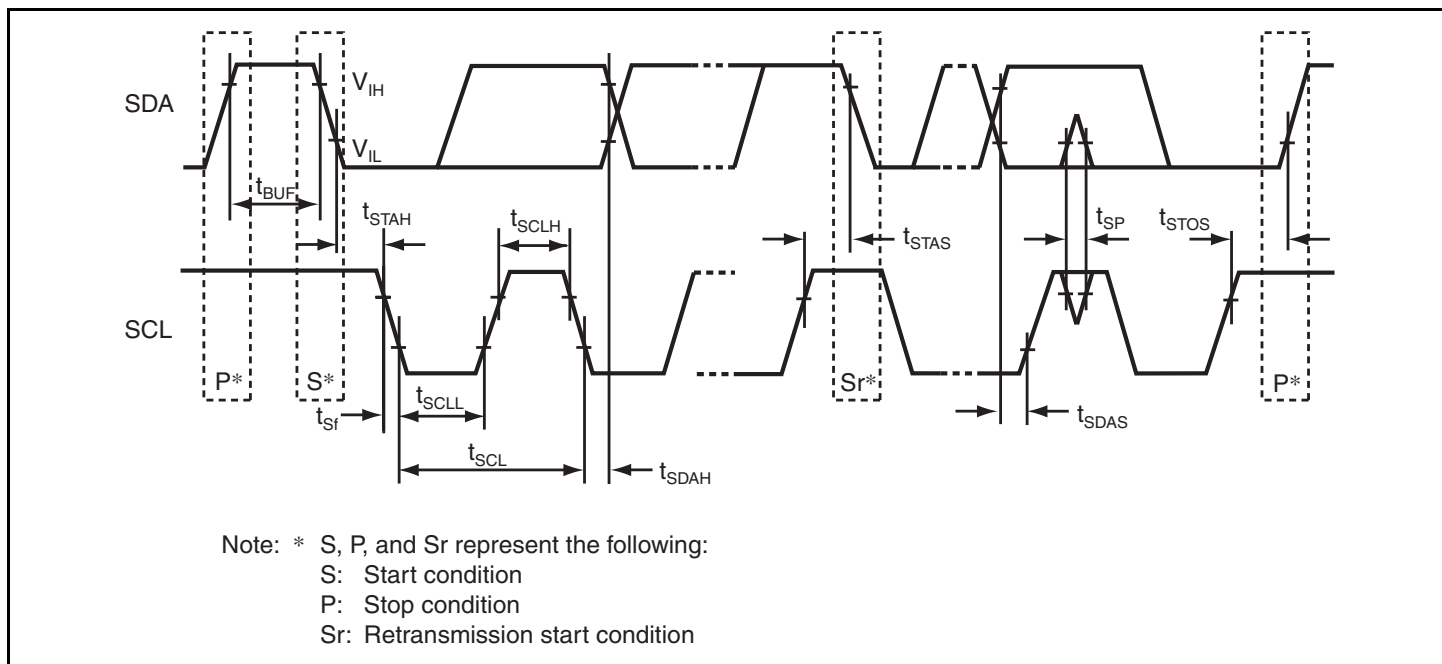 SDA
V_IH
V_IL
t_BUF
t_STAH
t_SCLH
t_STAS
t_SP
t_STOS
SCL
P*
S*
Sr*
P*
t_Sf
t_SCLL
t_SDAS
t_SCL
t_SDAH
Note: * S, P, and Sr represent the following:
S: Start condition
P: Stop condition
Sr: Retransmission start condition